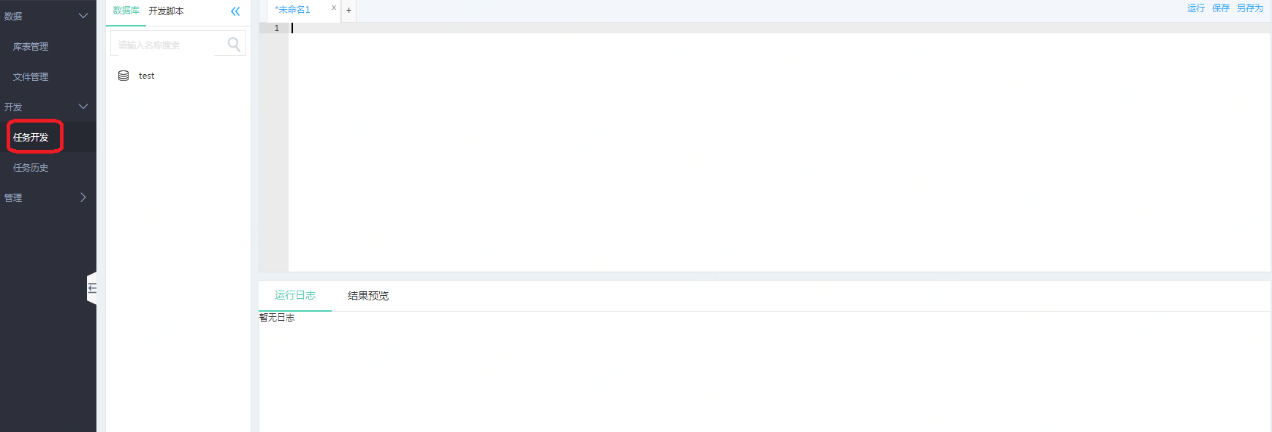 数据
库表管理
文件管理
开发
任务开发
任务历史
管理
数据库 开发脚本
请输入名称搜索
test
*未命名1 x +
运行 保存 另存为
1
运行日志 结果预览
暂无日志